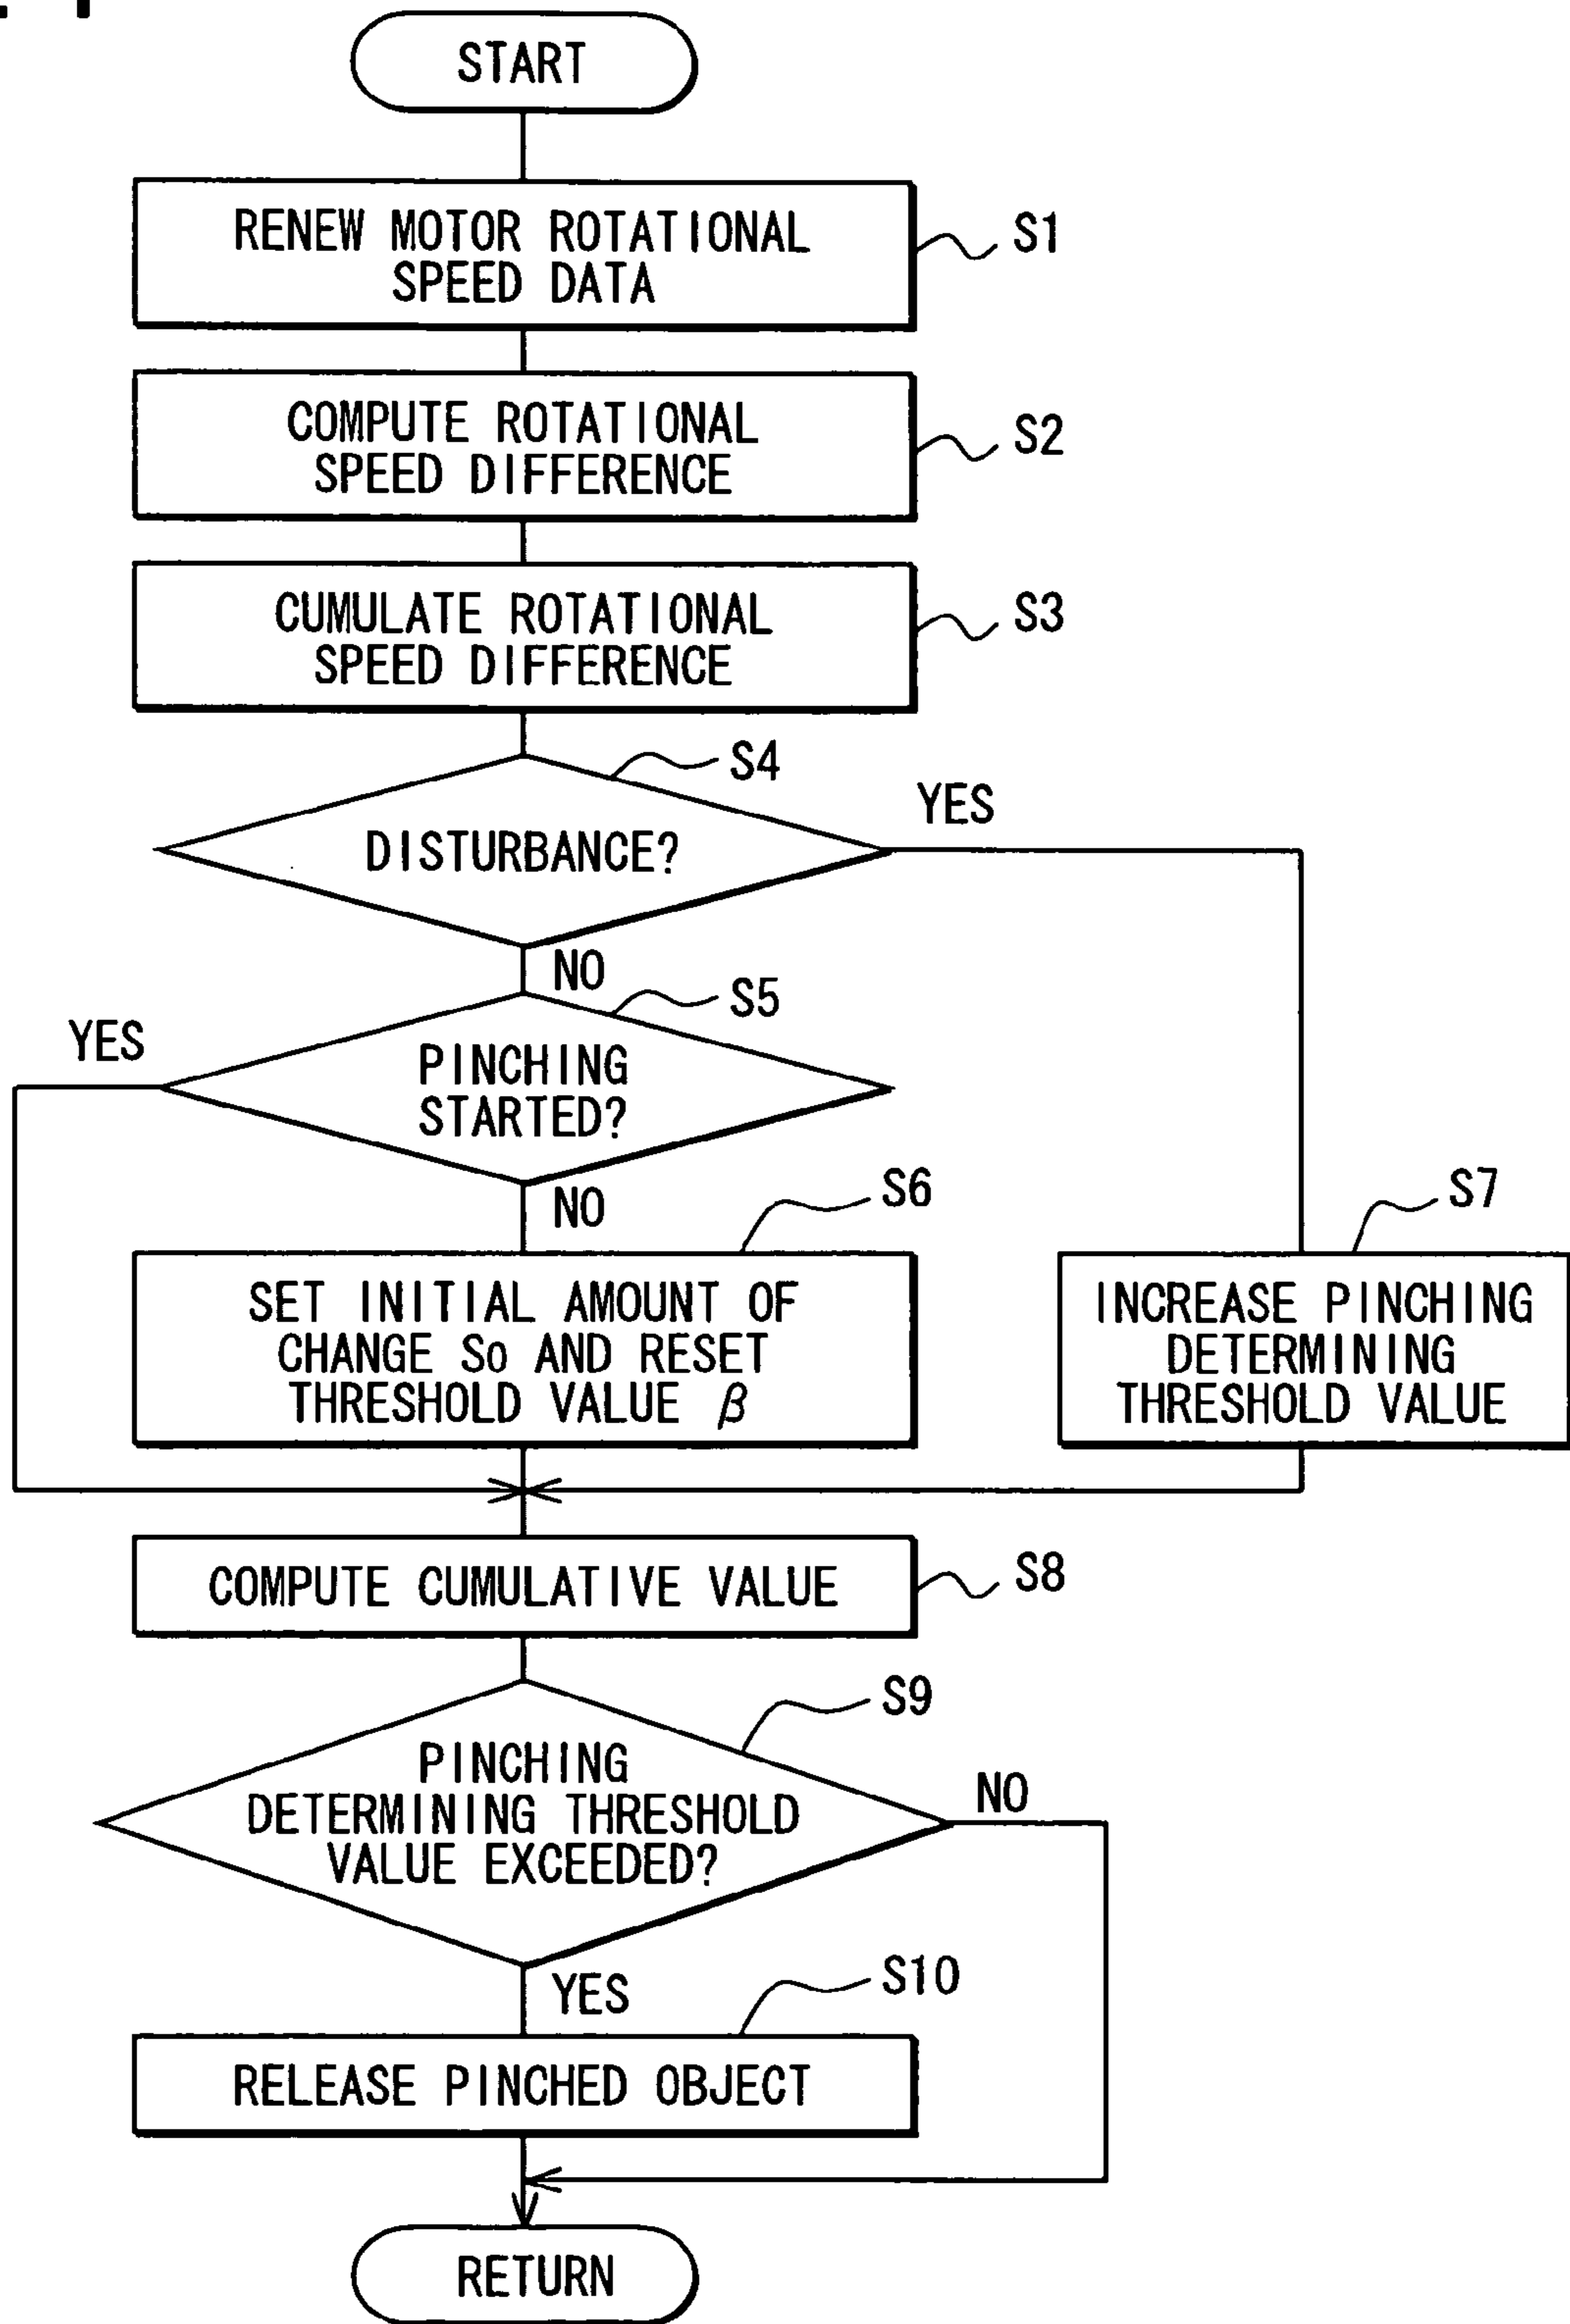 START
RENEW MOTOR ROTATIONAL
SPEED DATA
S1
COMPUTE ROTATIONAL
SPEED DIFFERENCE
S2
CUMULATE ROTATIONAL
SPEED DIFFERENCE
S3
S4
DISTURBANCE?
YES
NO
S5
YES
PINCHING
STARTED?
NO
S6
SET INITIAL AMOUNT OF
CHANGE So AND RESET
THRESHOLD VALUE β
S7
INCREASE PINCHING
DETERMINING
THRESHOLD VALUE
COMPUTE CUMULATIVE VALUE
S8
S9
PINCHING
DETERMINING THRESHOLD
VALUE EXCEEDED?
NO
YES
S10
RELEASE PINCHED OBJECT
RETURN